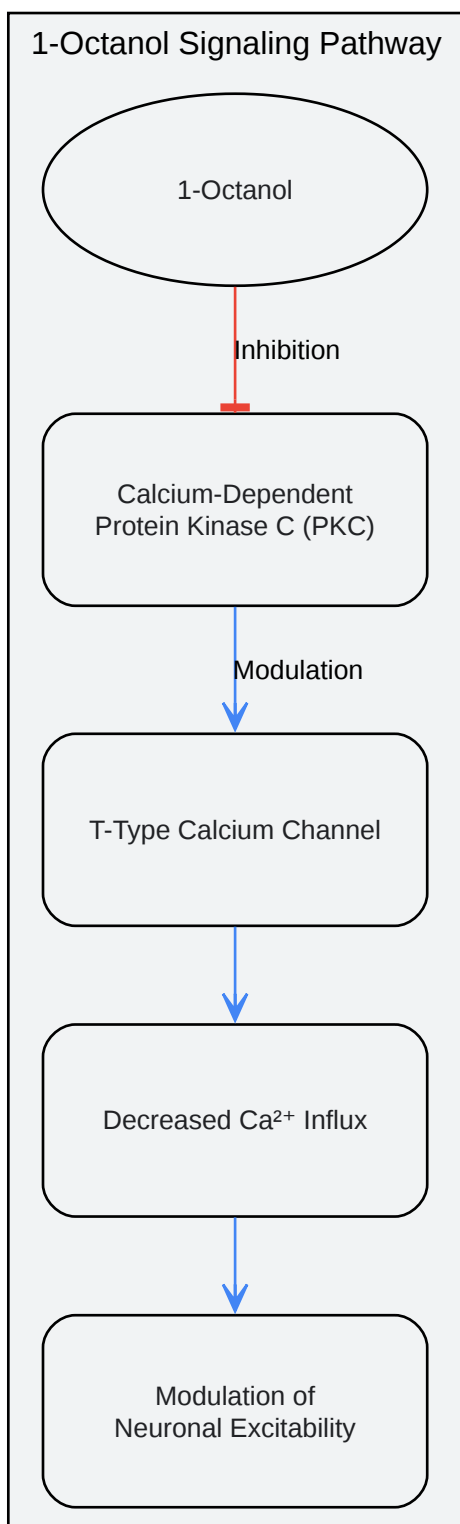 1-Octanol Signaling Pathway
1-Octanol
Inhibition
Calcium-Dependent
Protein Kinase C (PKC)
Modulation
T-Type Calcium Channel
Decreased Ca²⁺ Influx
Modulation of
Neuronal Excitability